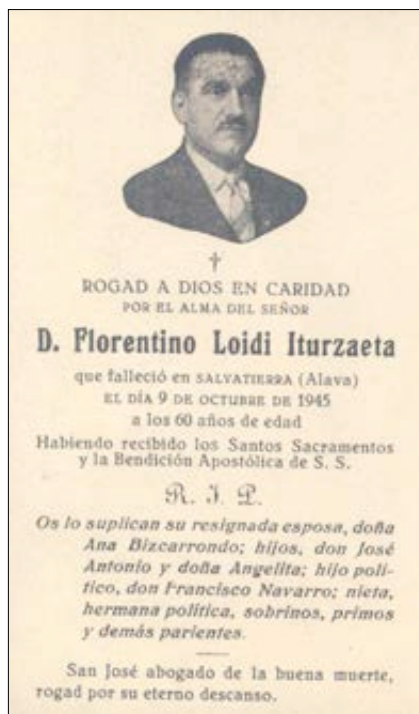 †
ROGAD A DIOS EN CARIDAD
POR EL ALMA DEL SEÑOR
D. Florentino Loidi Iturzaeta
que falleció en SALVATIERRA (Alava)
EL DÍA 9 DE OCTUBRE DE 1945
a los 60 años de edad
Habiendo recibido los Santos Sacramentos
y la Bendición Apostólica de S. S.
R. I. P.
Os lo suplican su resignada esposa, doña
Ana Bizcarrondo; hijos, don José
Antonio y doña Angelita; hijo polí-
tico, don Francisco Navarro; nieta,
hermana política, sobrinos, primos
y demás parientes.
San José abogado de la buena muerte,
rogad por su eterno descanso.